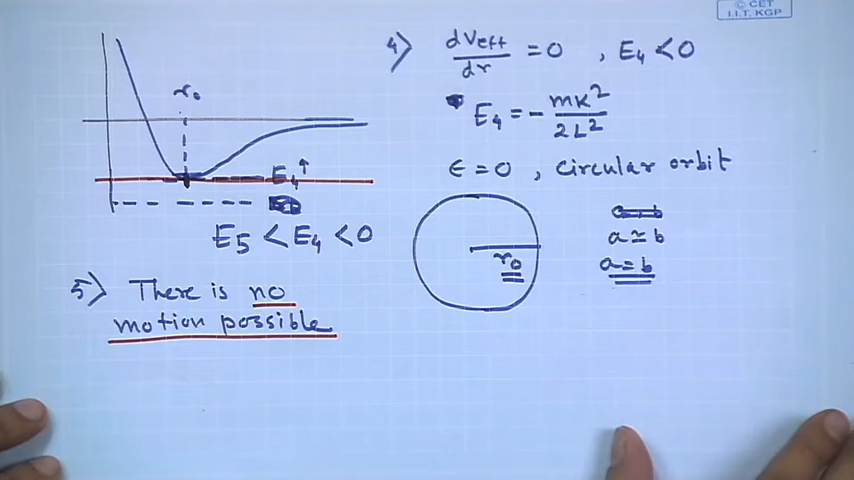 © CET
I.I.T. KGP
4) dVeff/dr = 0 , E4 < 0
r0
E4 = - mk²/2L²
E4↑
ϵ = 0 , circular orbit
E5 < E4 < 0
r0
a ≃ b
a = b
5) There is no
motion possible